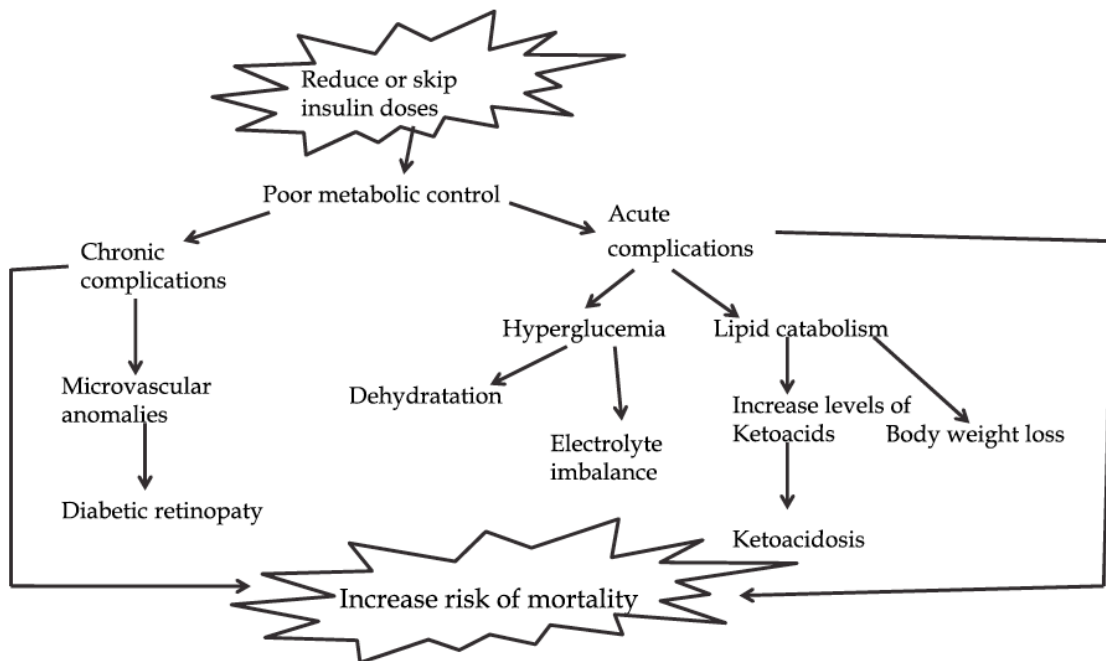 Reduce or skip
insulin doses
Poor metabolic control
Chronic
complications
Acute
complications
Hyperglucemia
Lipid catabolism
Microvascular
anomalies
Dehydratation
Electrolyte
imbalance
Increase levels of
Ketoacids
Body weight loss
Diabetic retinopaty
Ketoacidosis
Increase risk of mortality